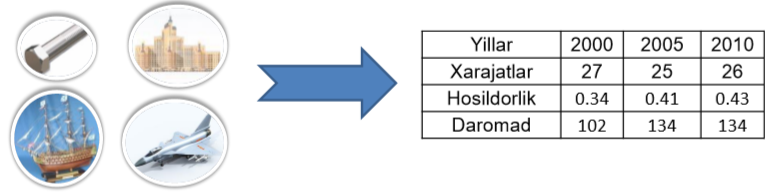 Yillar 2000 2005 2010
Xarajatlar 27 25 26
Hosildorlik 0.34 0.41 0.43
Daromad 102 134 134